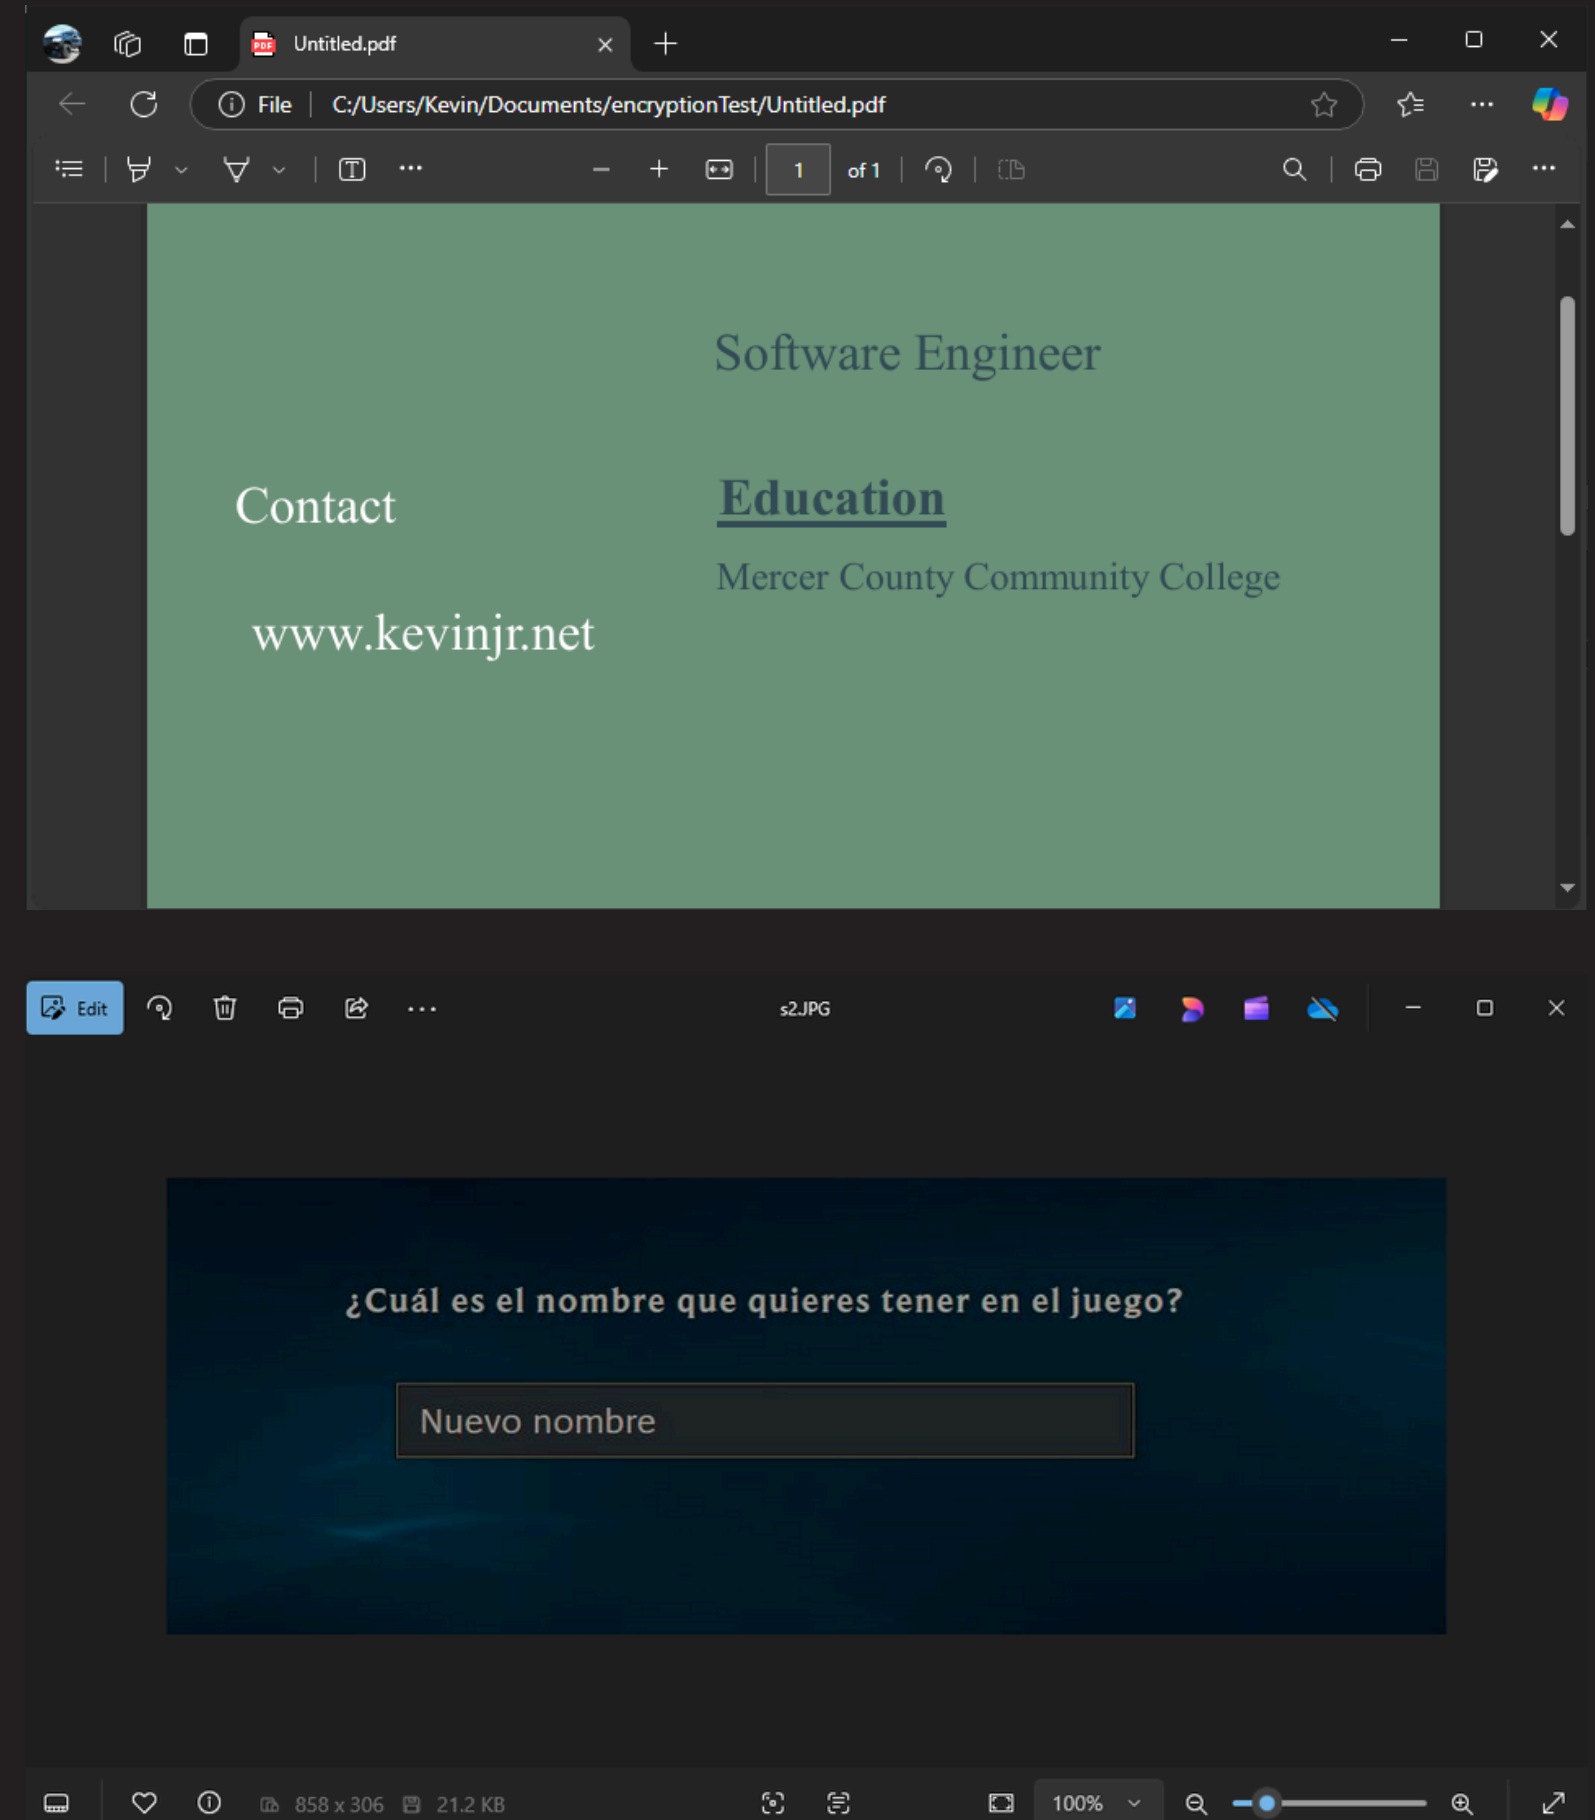 Untitled.pdf
File C:/Users/Kevin/Documents/encryptionTest/Untitled.pdf
1 of 1
Software Engineer
Contact
Education
Mercer County Community College
www.kevinjr.net
Edit s2.JPG
¿Cuál es el nombre que quieres tener en el juego?
Nuevo nombre
858 x 306 21.2 KB 100%